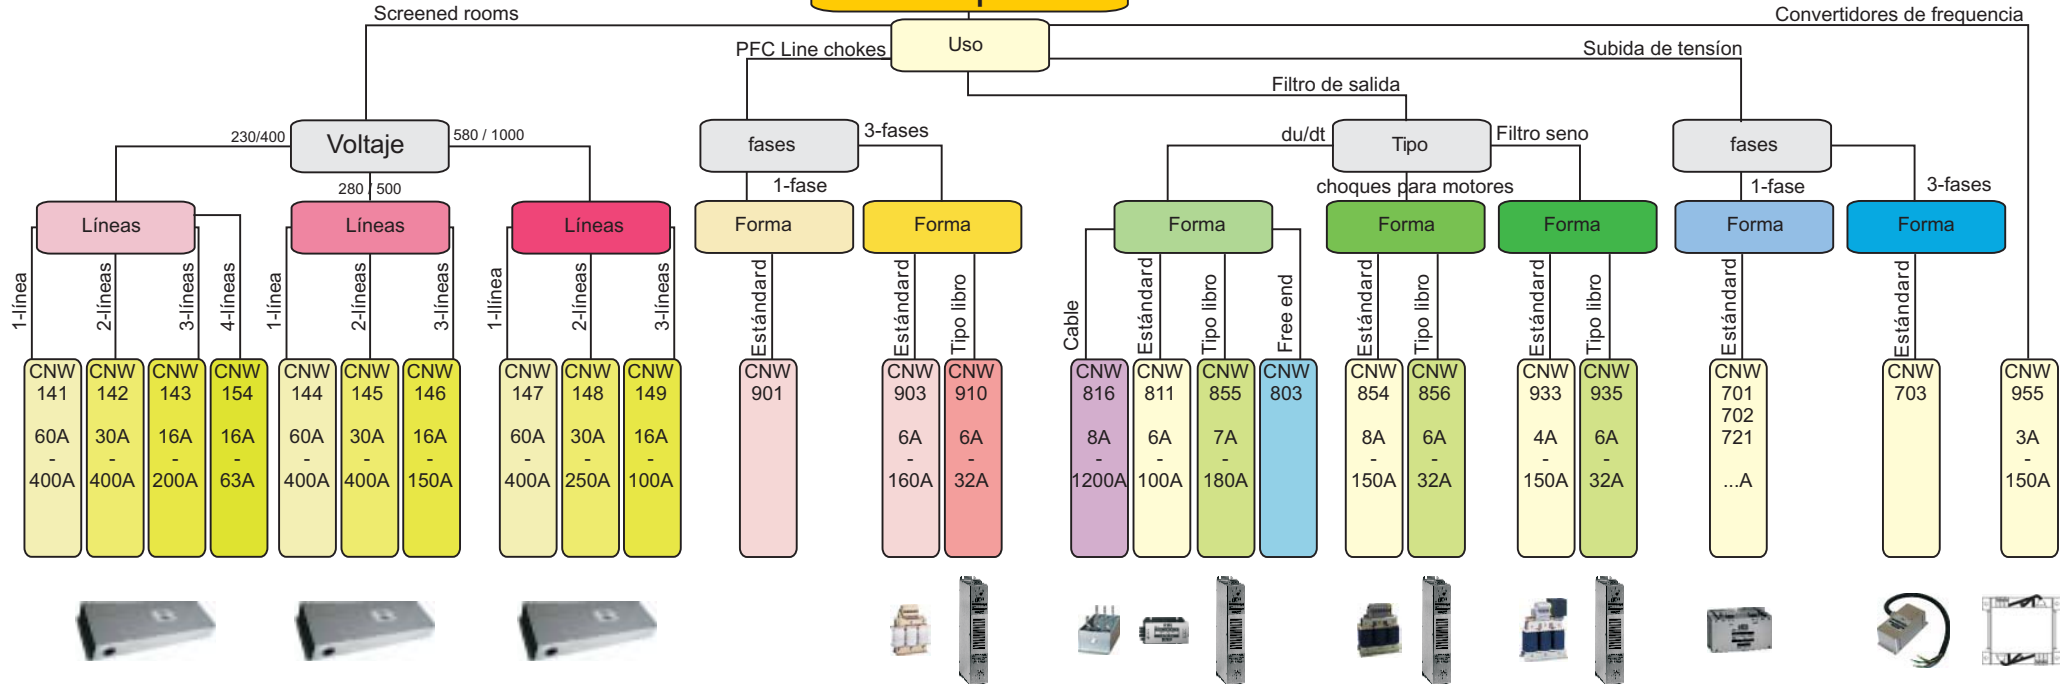 Screened rooms
Convertidores de frequencia
Uso
PFC Line chokes
Subida de tensíon
Filtro de salida
230/400
Voltaje
580 / 1000
280 / 500
fases
3-fases
1-fase
du/dt
Tipo
Filtro seno
choques para motores
fases
1-fase
3-fases
Líneas
Líneas
Líneas
Forma
Forma
Forma
Forma
Forma
Forma
Forma
1-línea
2-líneas
3-líneas
4-líneas
1-línea
2-líneas
3-líneas
1-línea
2-líneas
3-líneas
Estándard
Estándard
Tipo libro
Cable
Estándard
Tipo libro
Free end
Estándard
Tipo libro
Estándard
Tipo libro
Estándard
Estándard
CNW
141
60A
-
400A
CNW
142
30A
-
400A
CNW
143
16A
-
200A
CNW
154
16A
-
63A
CNW
144
60A
-
400A
CNW
145
30A
-
400A
CNW
146
16A
-
150A
CNW
147
60A
-
400A
CNW
148
30A
-
250A
CNW
149
16A
-
100A
CNW
901
CNW
903
6A
-
160A
CNW
910
6A
-
32A
CNW
816
8A
-
1200A
CNW
811
6A
-
100A
CNW
855
7A
-
180A
CNW
803
CNW
854
8A
-
150A
CNW
856
6A
-
32A
CNW
933
4A
-
150A
CNW
935
6A
-
32A
CNW
701
702
721
...A
CNW
703
CNW
955
3A
-
150A